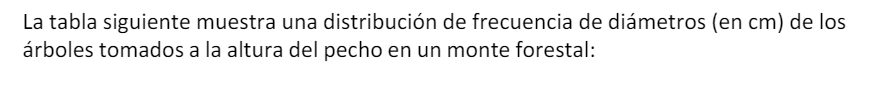 La tabla siguiente muestra una distribución de frecuencia de diámetros (en cm) de los
árboles tomados a la altura del pecho en un monte forestal: